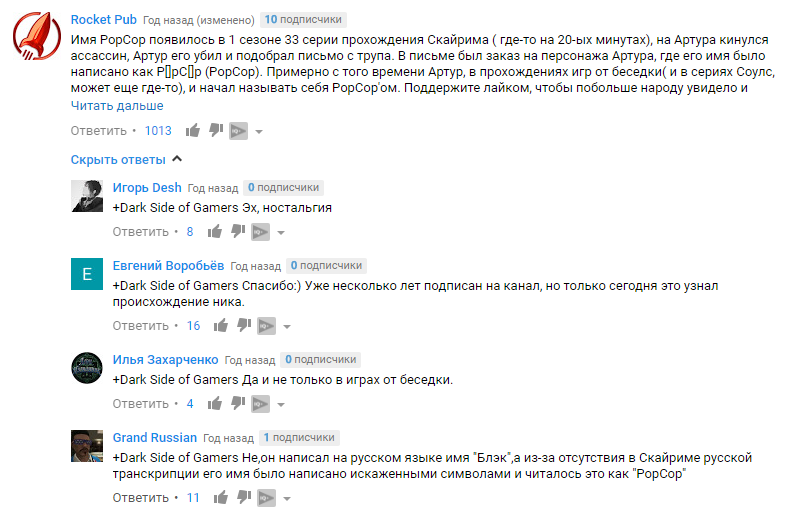 Rocket Pub Год назад (изменено) 10 подписчики
Имя PopCop появилось в 1 сезоне 33 серии прохождения Скайрима ( где-то на 20-ых минутах), на Артура кинулся
ассассин, Артур его убил и подобрал письмо с трупа. В письме был заказ на персонажа Артура, где его имя было
написано как P[]pC[]p (PopCop). Примерно с того времени Артур, в прохождениях игр от беседки( и в сериях Соулс,
может еще где-то), и начал называть себя PopCop'ом. Поддержите лайком, чтобы побольше народу увидело и
Читать дальше
Ответить • 1013
Скрыть ответы
Игорь Desh Год назад 0 подписчики
+Dark Side of Gamers Эх, ностальгия
Ответить • 8
Е
Евгений Воробьёв Год назад 0 подписчики
+Dark Side of Gamers Спасибо:) Уже несколько лет подписан на канал, но только сегодня это узнал
происхождение ника.
Ответить • 16
Илья Захарченко Год назад 0 подписчики
+Dark Side of Gamers Да и не только в играх от беседки.
Ответить • 4
Grand Russian Год назад 1 подписчики
+Dark Side of Gamers Не,он написал на русском языке имя "Блэк",а из-за отсутствия в Скайриме русской
транскрипции его имя было написано искаженными символами и читалось это как "PopCop"
Ответить • 11